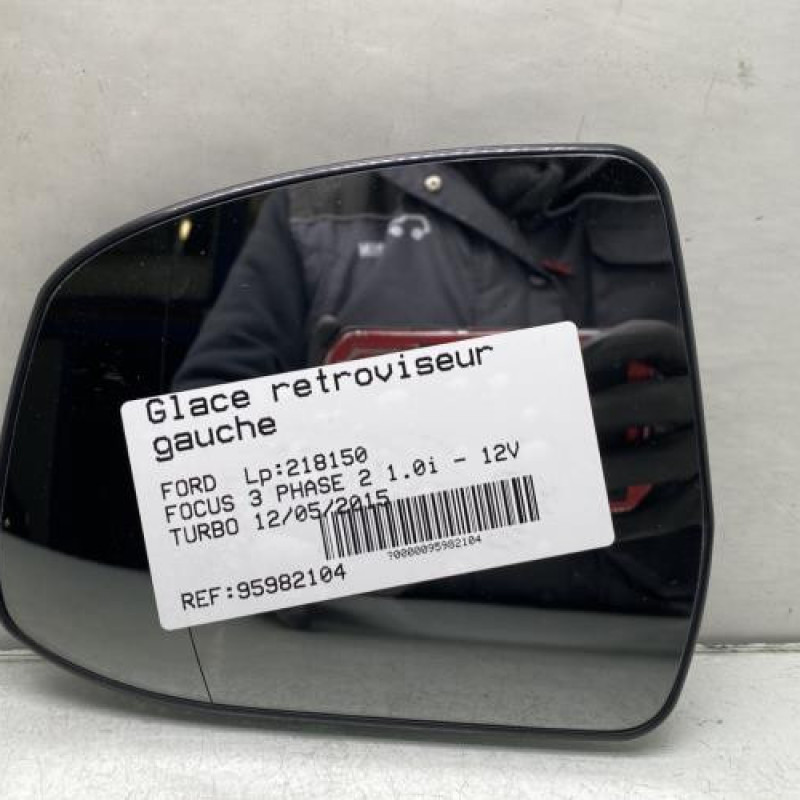 Glace retroviseur
gauche
FORD Lp:218150
FOCUS 3 PHASE 2 1.0i - 12V
TURBO 12/05/2015
70000095982104
REF:95982104